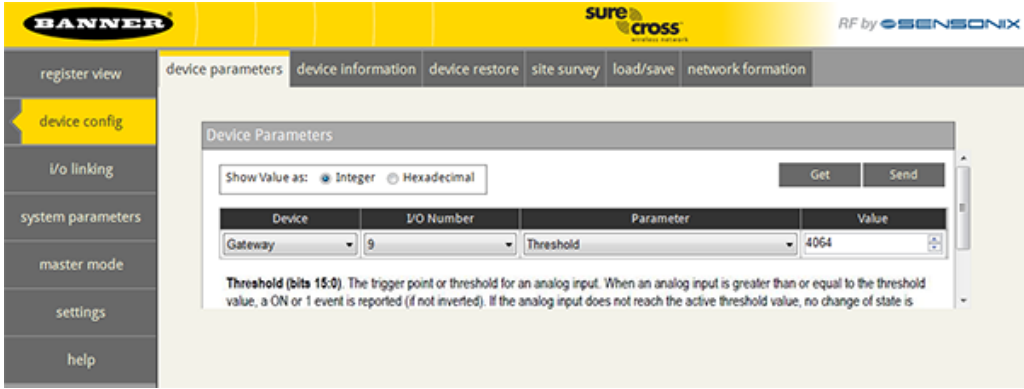 BANNER
sure cross
wireless network
RF by SENSONIX
register view
device config
i/o linking
system parameters
master mode
settings
help
device parameters device information device restore site survey load/save network formation
Device Parameters
Show Value as: Integer Hexadecimal
Get Send
Device I/O Number Parameter Value
Gateway 9 Threshold 4064
Threshold (bits 15:0). The trigger point or threshold for an analog input. When an analog input is greater than or equal to the threshold
value, a ON or 1 event is reported (if not inverted). If the analog input does not reach the active threshold value, no change of state is